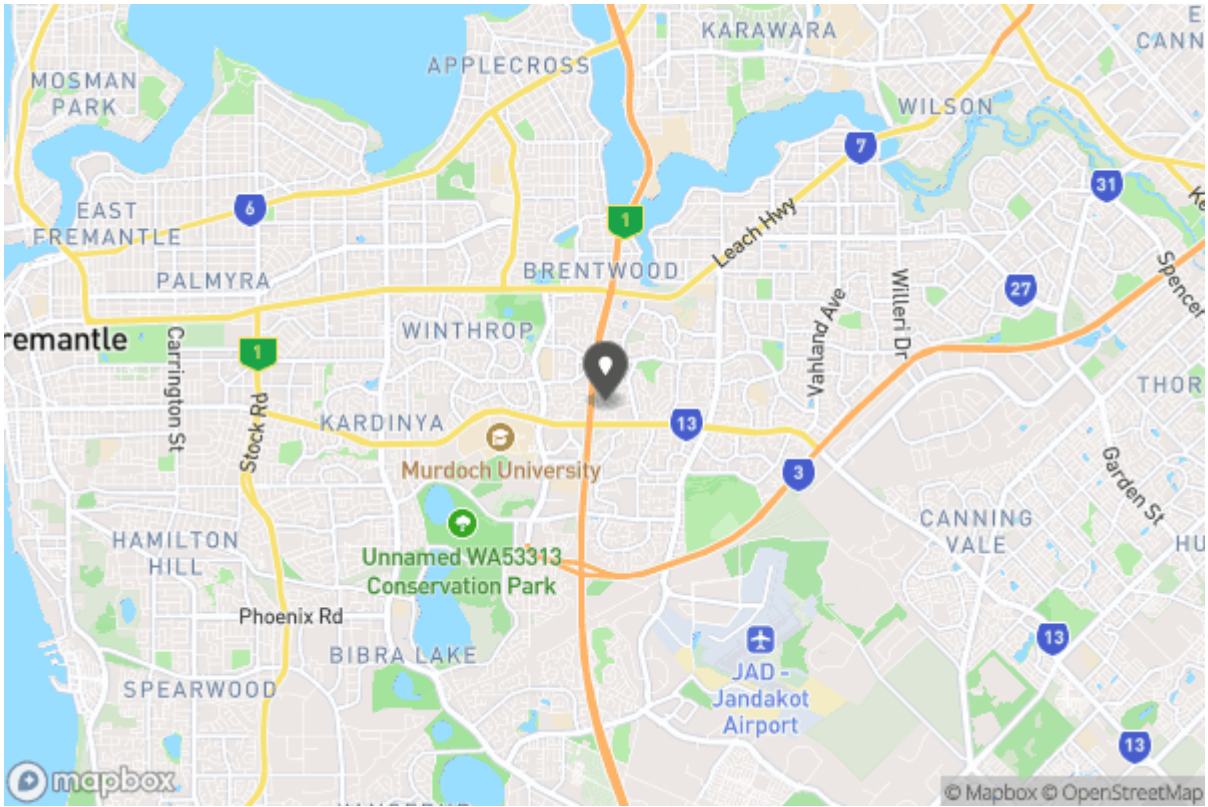 KARAWARA
E
CANN
APPLECROSS
MOSMAN
PARK
WILSON
7
31
6
EAST
FREMANTLE
1
Leach Hwy
Ke
BRENTWOOD
PALMYRA
Spencer
27
Willeri Dr
Vahland Ave
WINTHROP
remantle
Carrington St
1
THOR
Stock Rd
KARDINYA
13
Murdoch University
3
Garden St
CANNING
VALE
HAMILTON
HILL
HU
Unnamed WA53313
Conservation Park
Phoenix Rd
13
BIBRA LAKE
JAD -
Jandakot
Airport
SPEARWOOD
13
mapbox
© Mapbox © OpenStreetMap